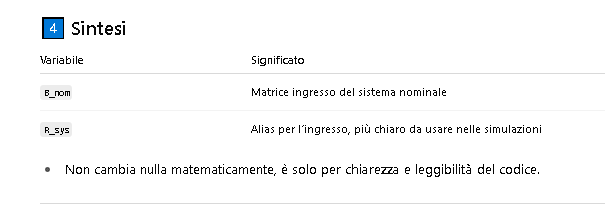 4 Sintesi
Variabile Significato
B_nom Matrice ingresso del sistema nominale
R_sys Alias per l'ingresso, più chiaro da usare nelle simulazioni
• Non cambia nulla matematicamente, è solo per chiarezza e leggibilità del codice.